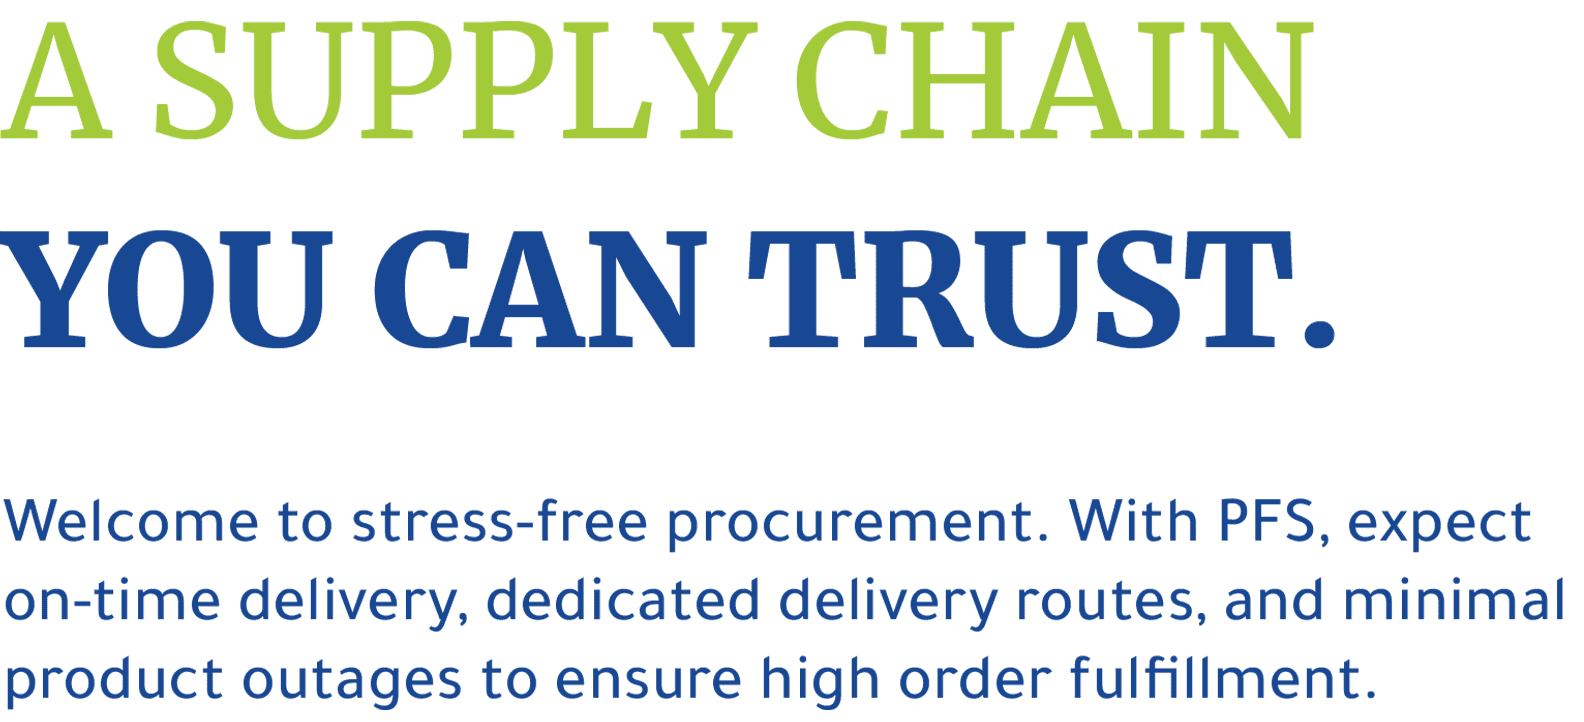 A SUPPLY CHAIN
YOU CAN TRUST.
Welcome to stress-free procurement. With PFS, expect
on-time delivery, dedicated delivery routes, and minimal
product outages to ensure high order fulfillment.